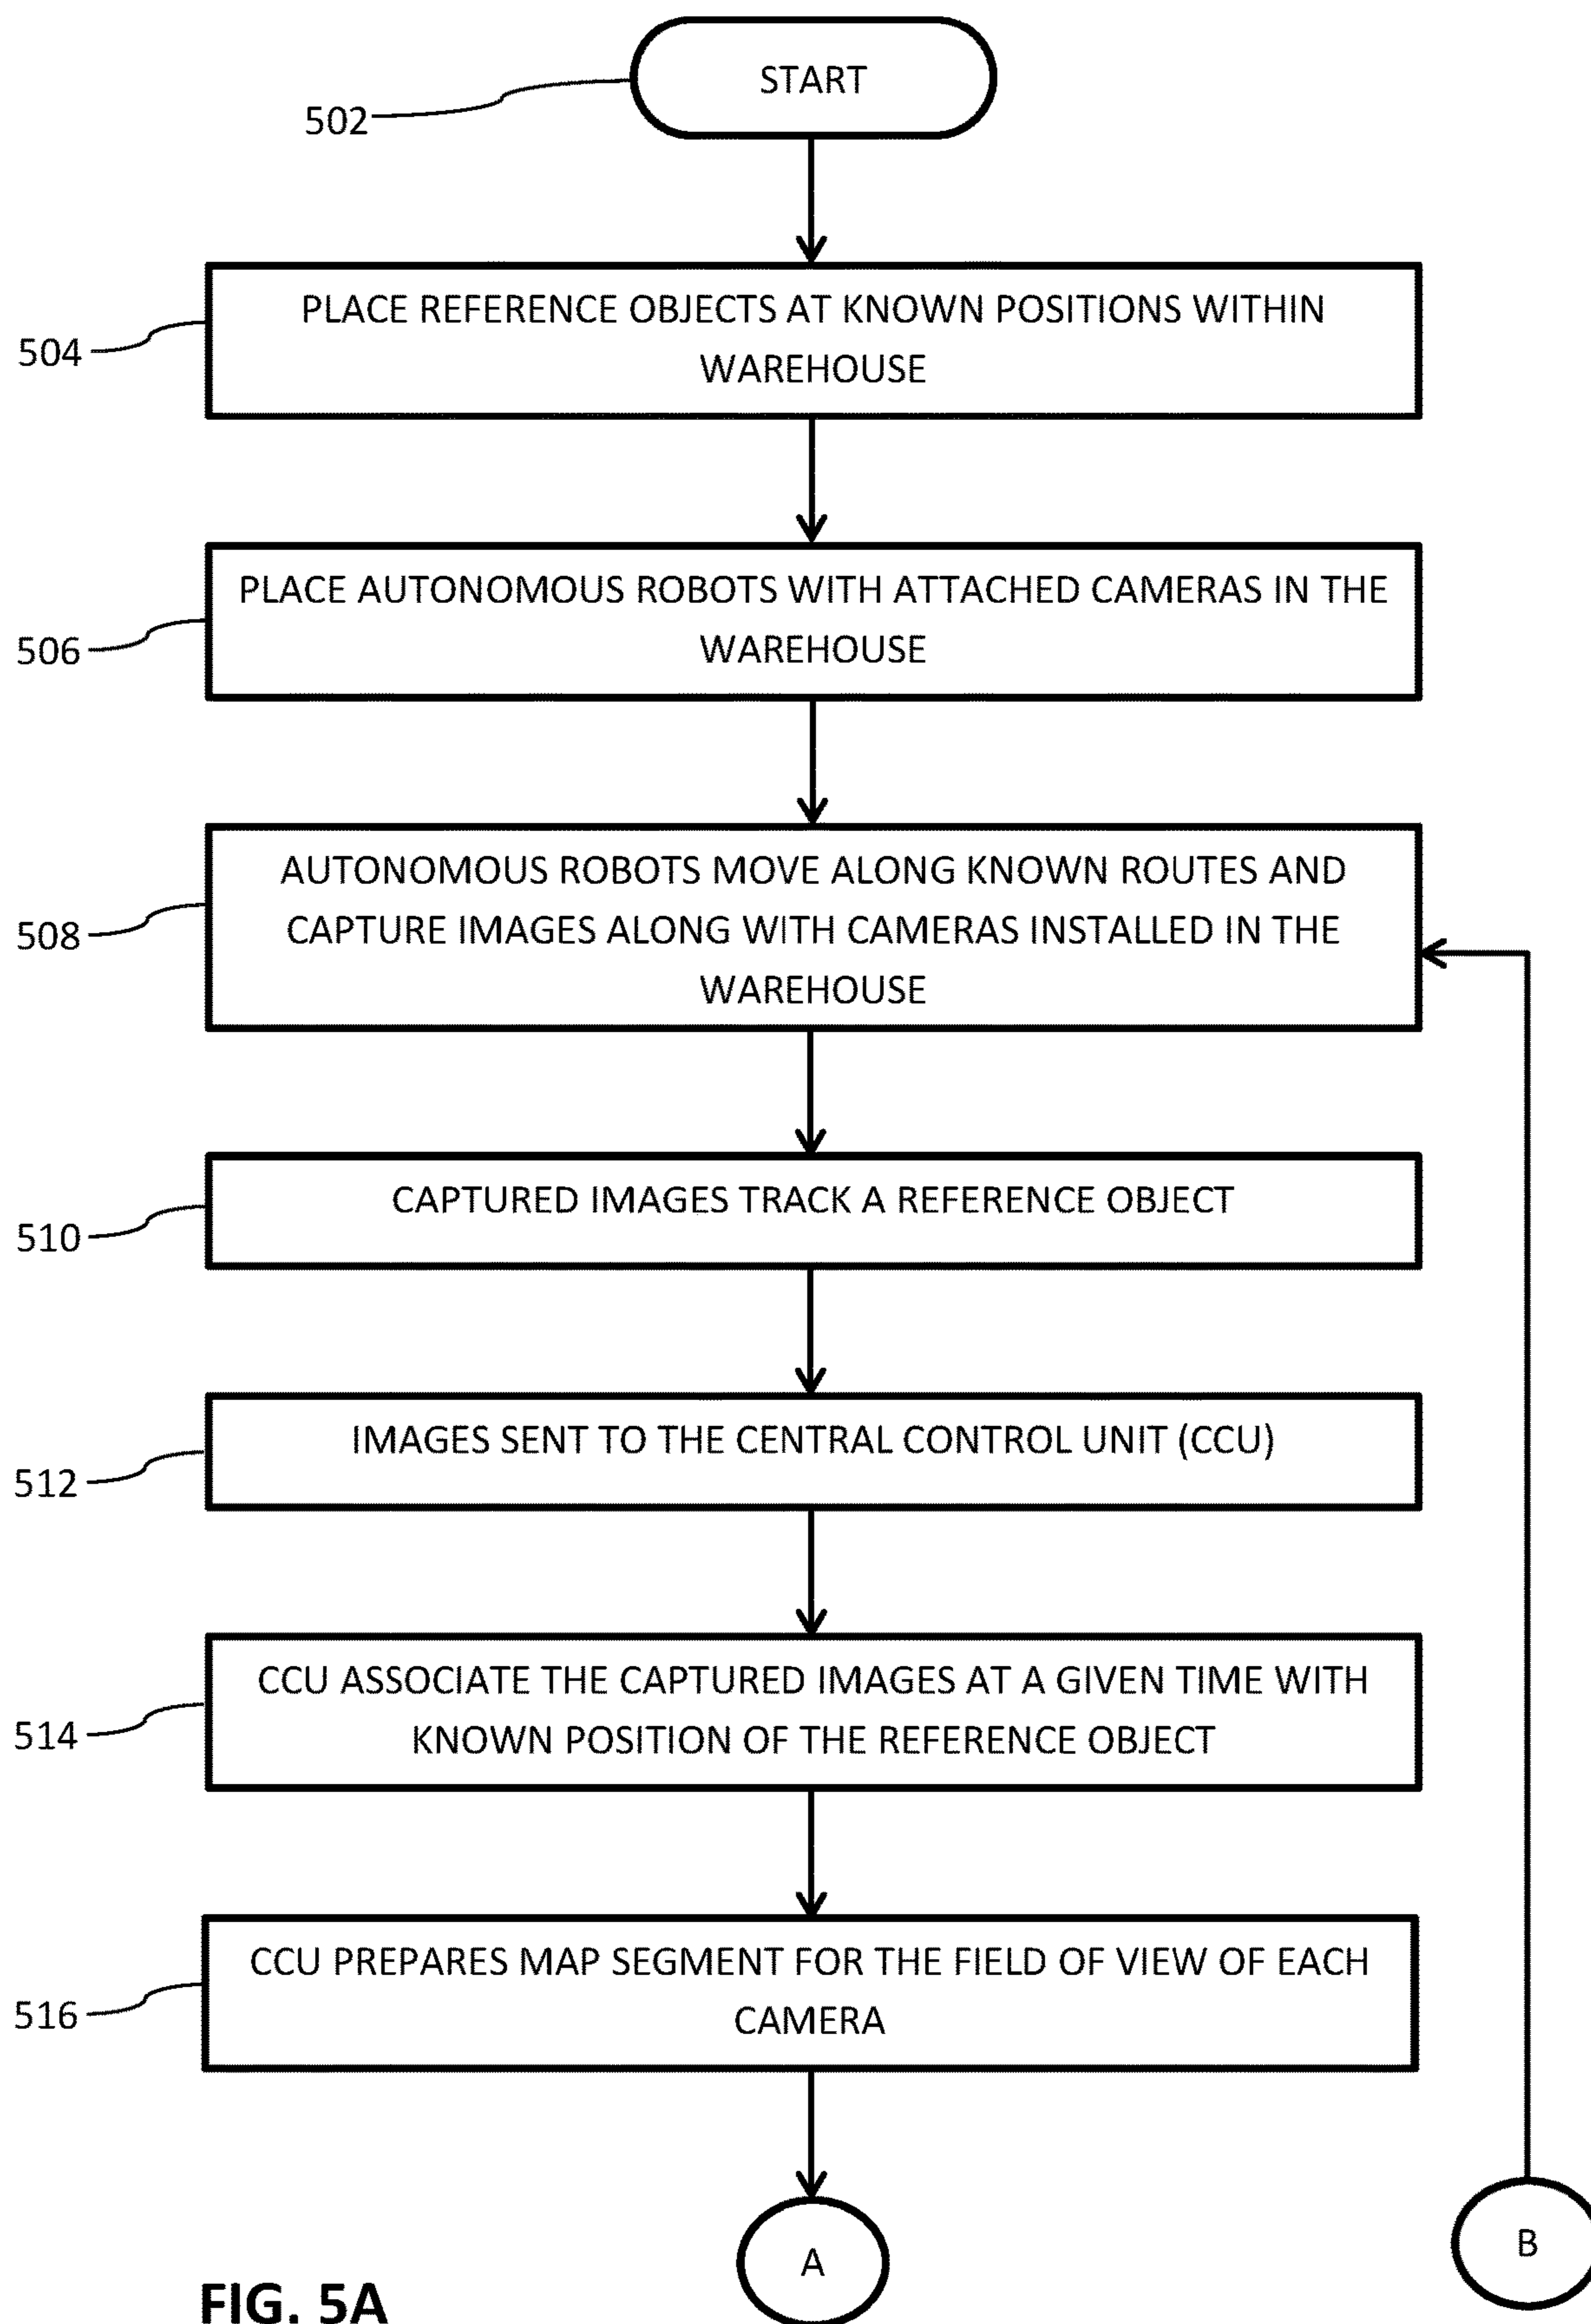 START
502
PLACE REFERENCE OBJECTS AT KNOWN POSITIONS WITHIN
WAREHOUSE
504
PLACE AUTONOMOUS ROBOTS WITH ATTACHED CAMERAS IN THE
WAREHOUSE
506
AUTONOMOUS ROBOTS MOVE ALONG KNOWN ROUTES AND
CAPTURE IMAGES ALONG WITH CAMERAS INSTALLED IN THE
WAREHOUSE
508
CAPTURED IMAGES TRACK A REFERENCE OBJECT
510
IMAGES SENT TO THE CENTRAL CONTROL UNIT (CCU)
512
CCU ASSOCIATE THE CAPTURED IMAGES AT A GIVEN TIME WITH
KNOWN POSITION OF THE REFERENCE OBJECT
514
CCU PREPARES MAP SEGMENT FOR THE FIELD OF VIEW OF EACH
CAMERA
516
A
B
FIG. 5A